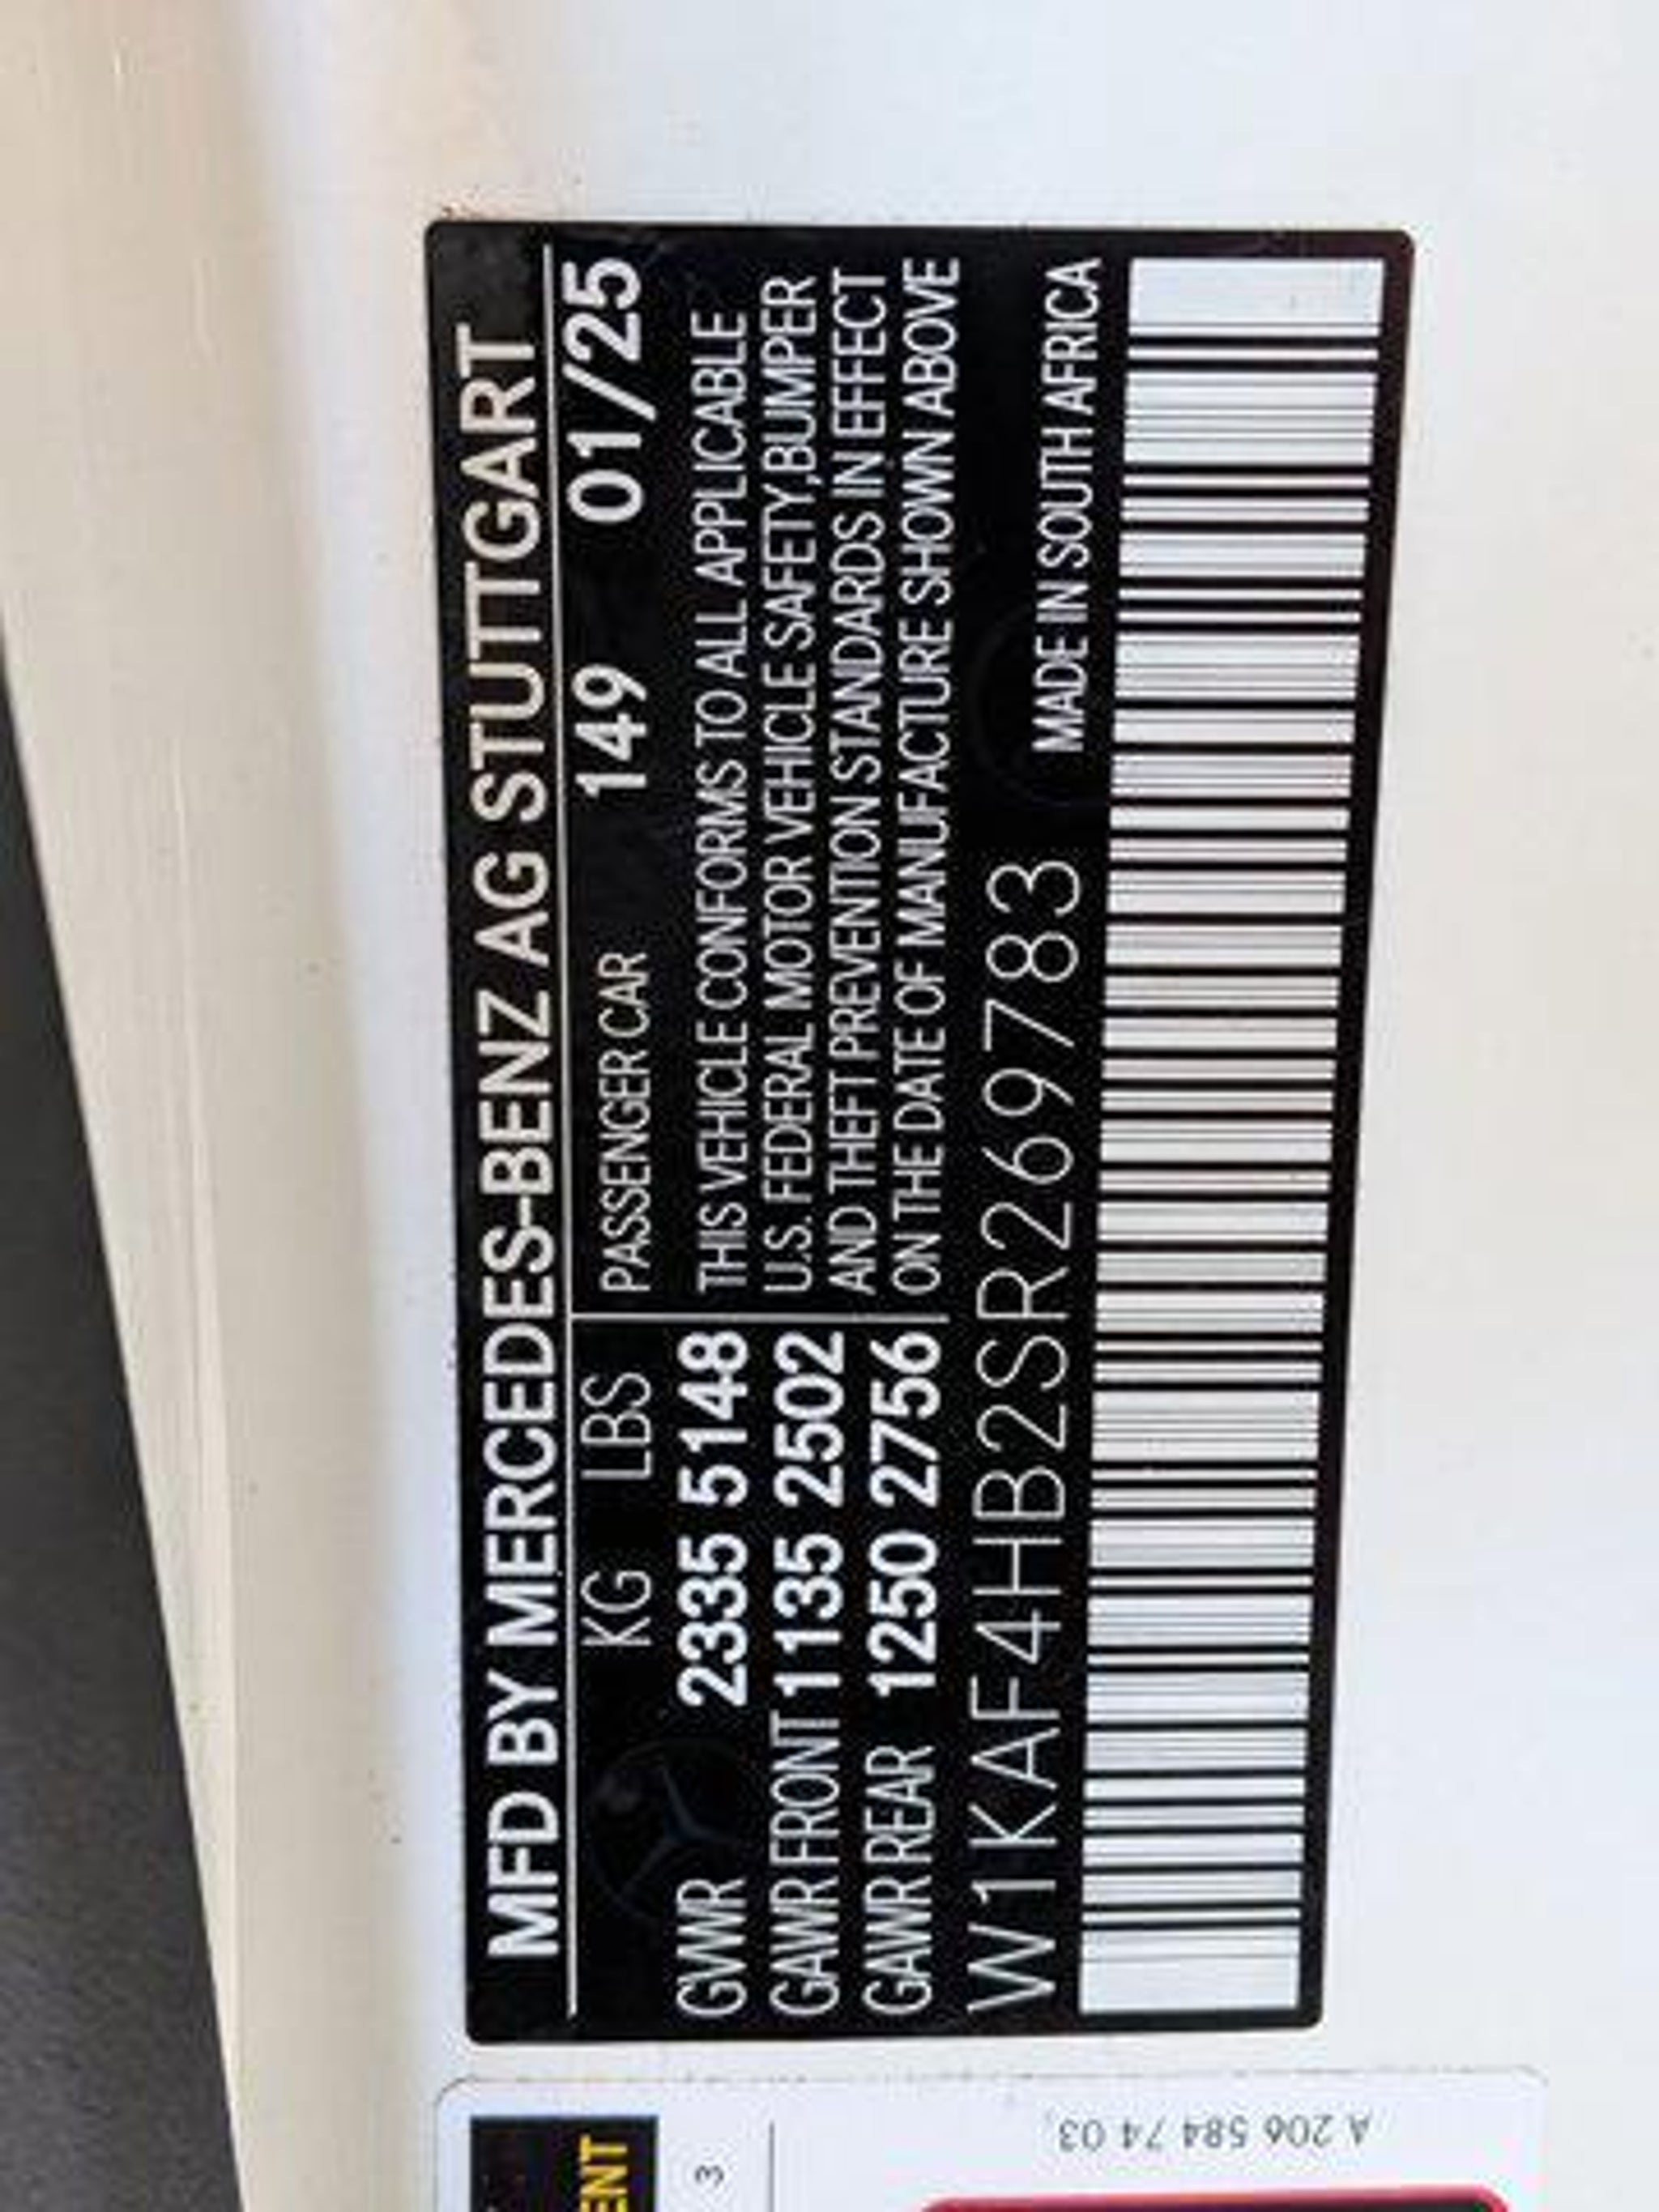 MFD BY MERCEDES-BENZ AG STUTTGART
KG LBS
GVWR 2335 5148
GAWR FRONT 1135 2502
GAWR REAR 1250 2756
PASSENGER CAR 149 01/25
THIS VEHICLE CONFORMS TO ALL APPLICABLE
U.S. FEDERAL MOTOR VEHICLE SAFETY,BUMPER
AND THEFT PREVENTION STANDARDS IN EFFECT
ON THE DATE OF MANUFACTURE SHOWN ABOVE
W1KAF4HB2SR269783
MADE IN SOUTH AFRICA
A 206 584 74 03